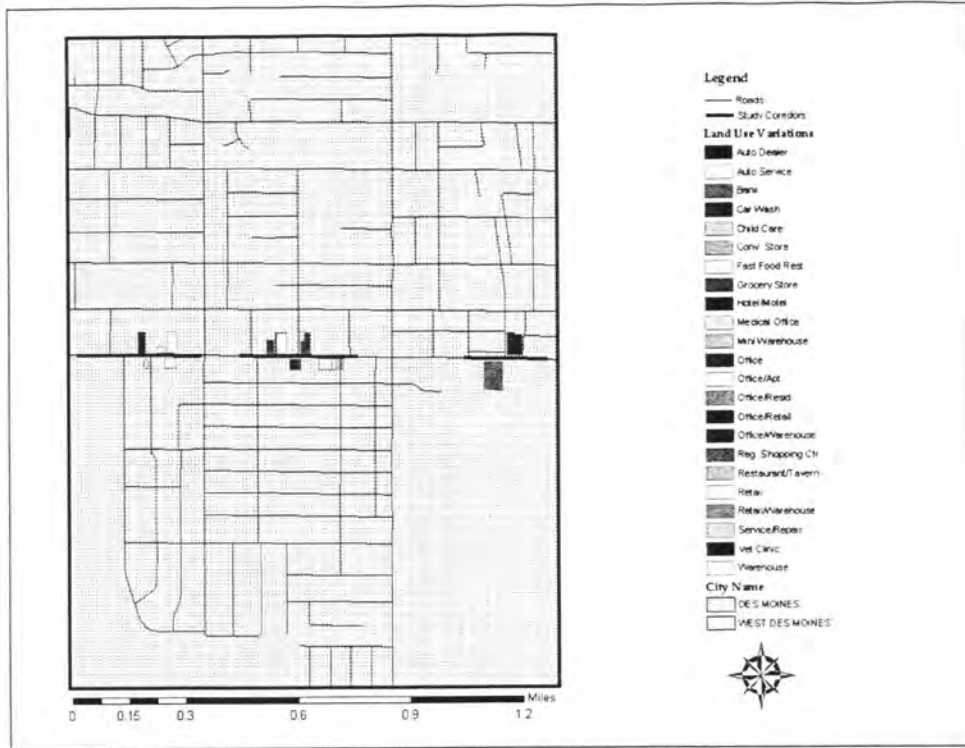 Legend
Roads
Study Corridors
Land Use Variations
Auto Dealer
Auto Service
Bank
Car Wash
Child Care
Conv. Store
Fast Food Rest
Grocery Store
Hotel/Motel
Medical Office
Mini Warehouse
Office
Office/Apt
Office/Resid
Office/Retail
Office/Warehouse
Reg. Shopping Ctr
Restaurant/Tavern
Retail
Retail/Warehouse
Service/Repair
Vet Clinic
Warehouse
City Name
DES MOINES
WEST DES MOINES
Miles
0 0.15 0.3 0.6 0.9 1.2